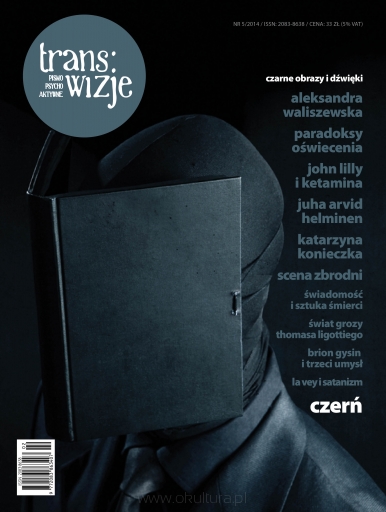 NR 5/2014 / ISSN: 2083-8638 / CENA: 33 ZŁ (5% VAT)
trans:
PISMO
PSYCHO
AKTYWNE
wizje
czarne obrazy i dźwięki
aleksandra
waliszewska
paradoksy
oświecenia
john lilly
i ketamina
juha arvid
helminen
katarzyna
konieczka
scena zbrodni
świadomość
i sztuka śmierci
świat grozy
thomasa ligottiego
brion gysin
i trzeci umysł
la vey i satanizm
czerń
www.okultura.pl